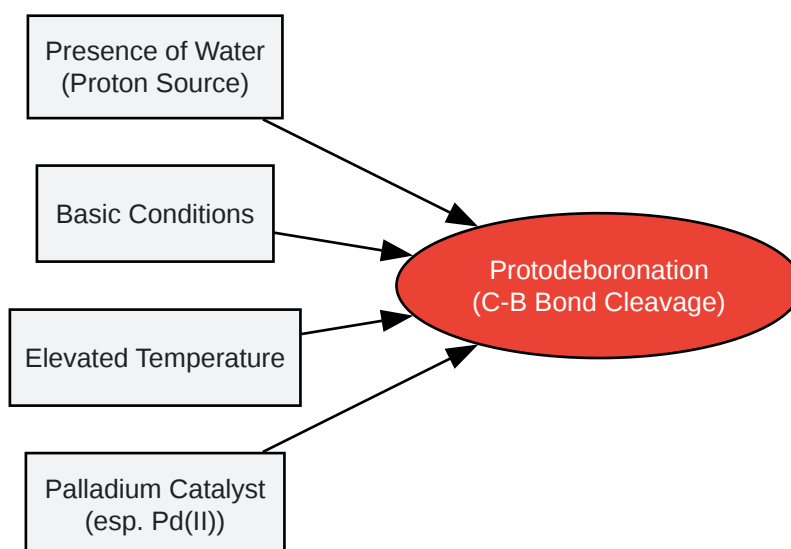 Presence of Water
(Proton Source)
Basic Conditions
Protodeboronation
(C-B Bond Cleavage)
Elevated Temperature
Palladium Catalyst
(esp. Pd(II))